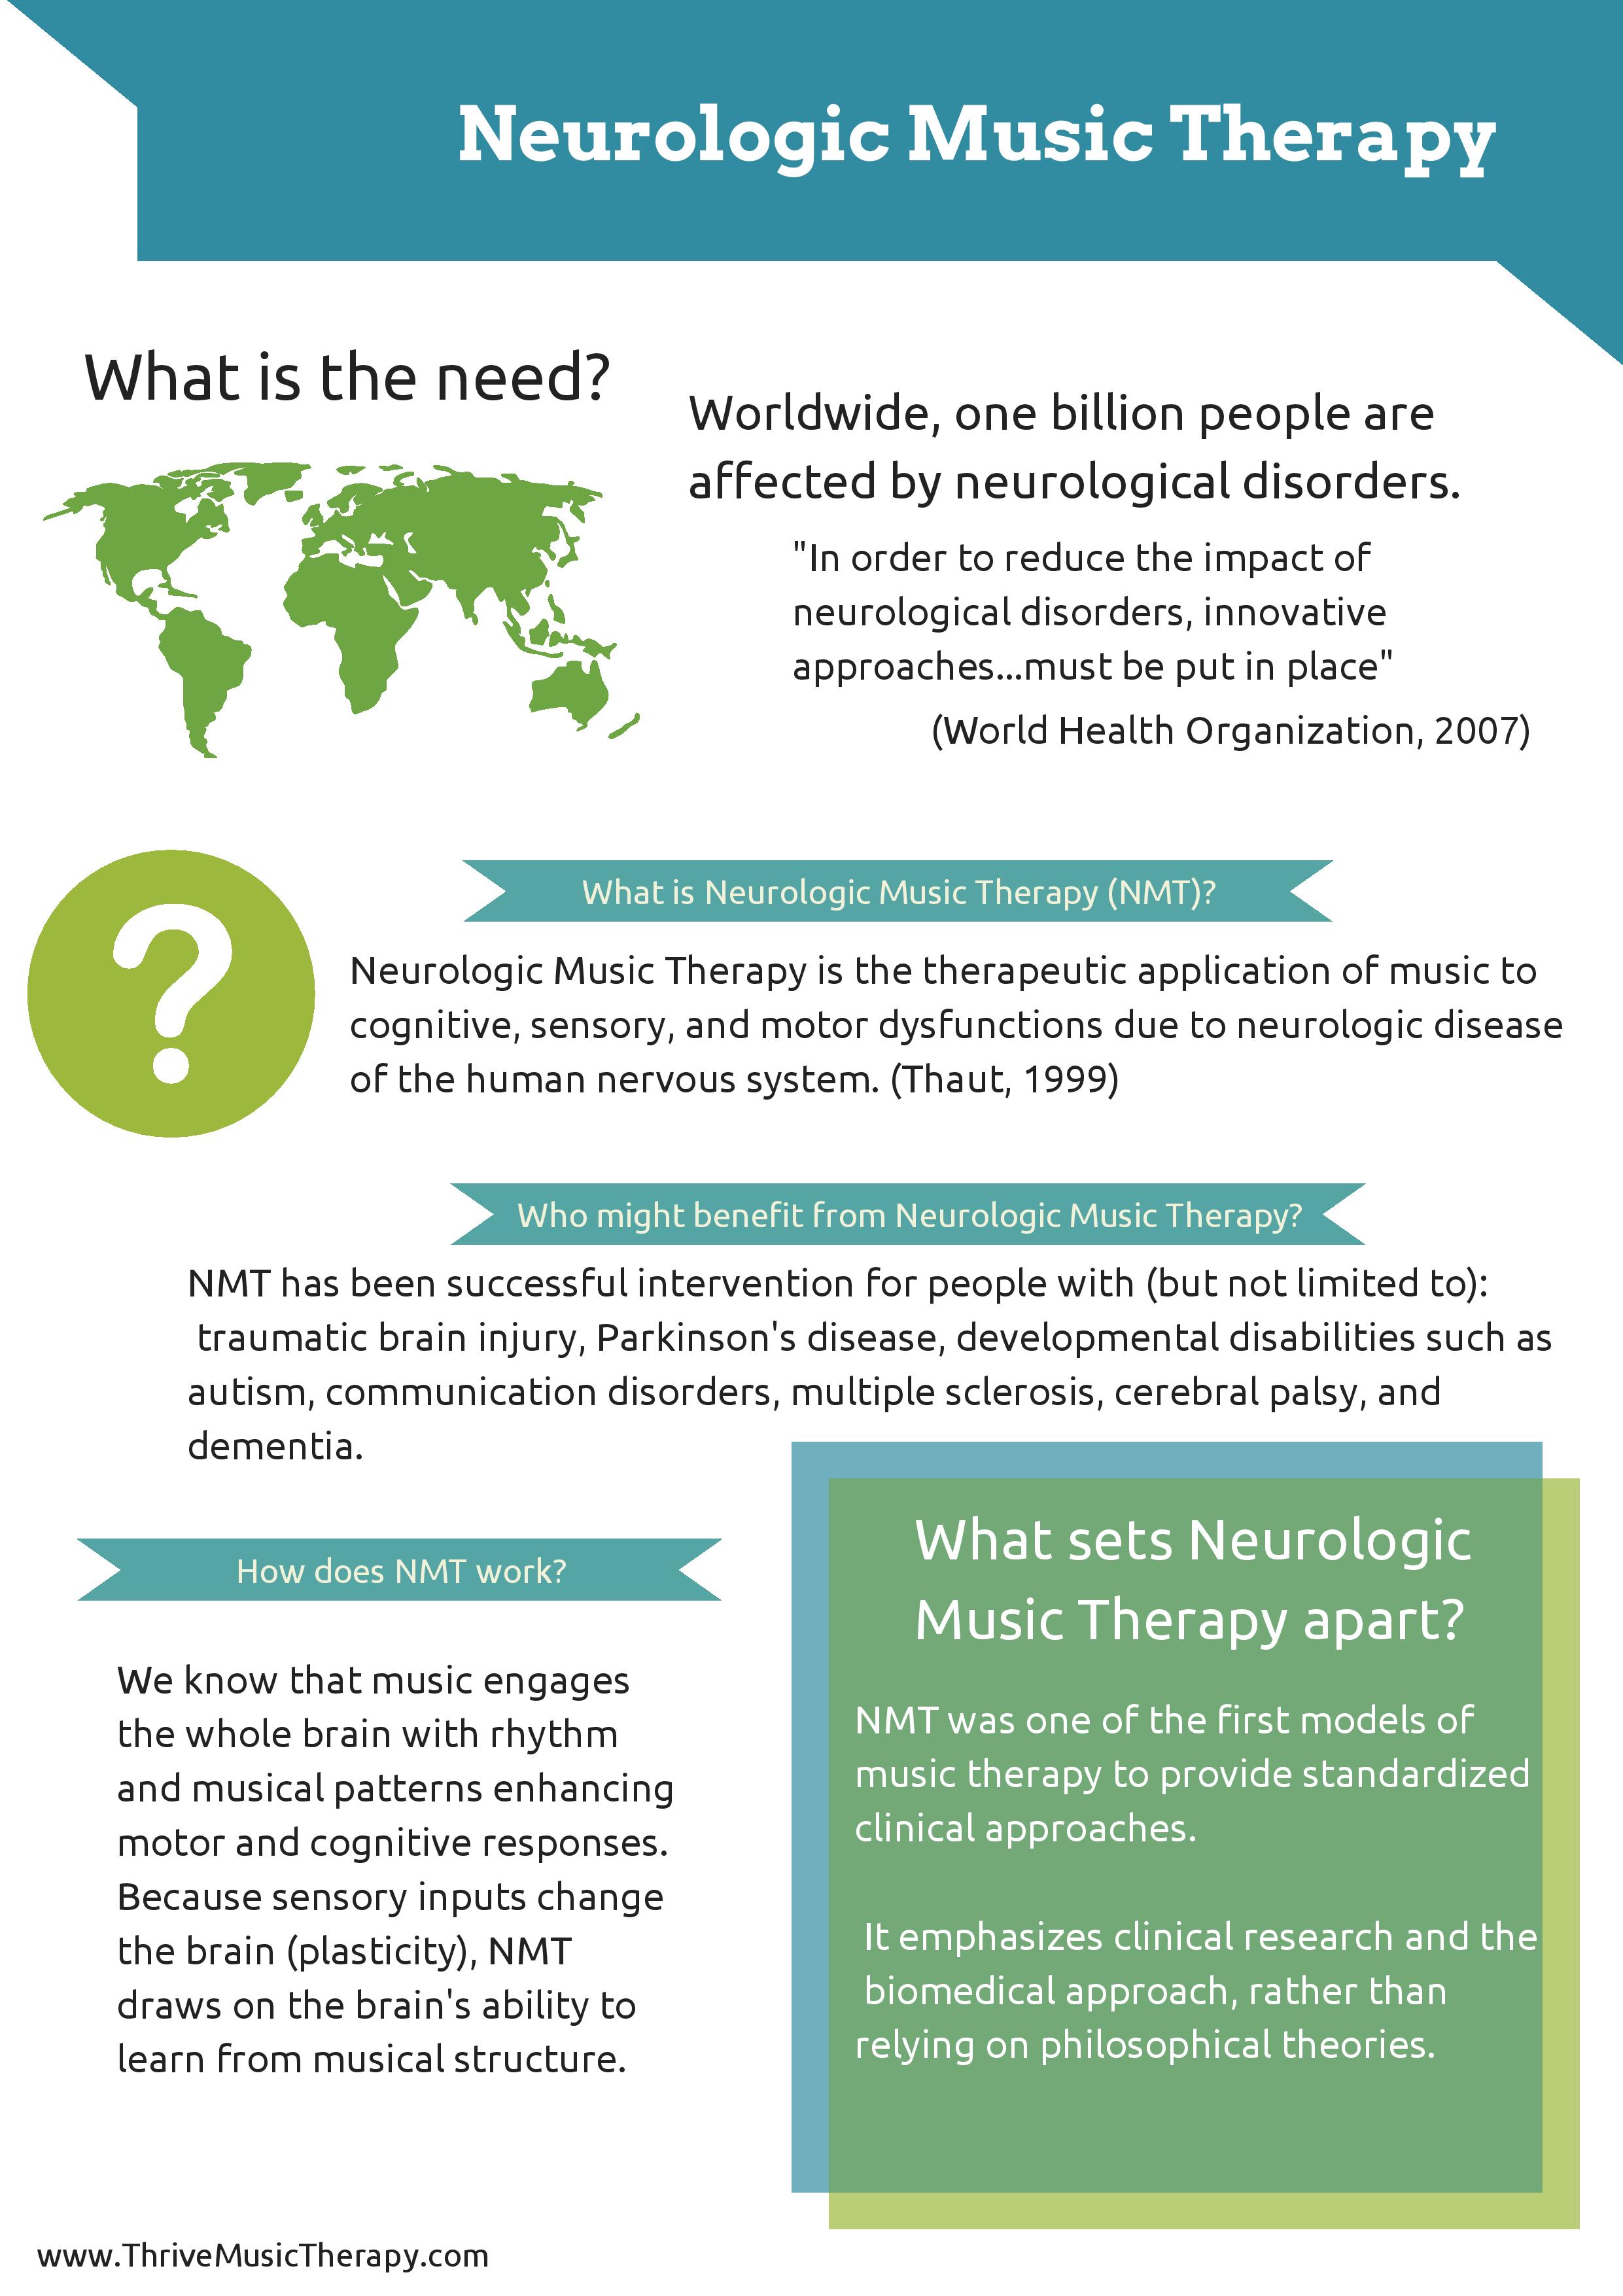 Neurologic Music Therapy
What is the need?
Worldwide, one billion people are
affected by neurological disorders.
"In order to reduce the impact of
neurological disorders, innovative
approaches...must be put in place"
(World Health Organization, 2007)
What is Neurologic Music Therapy (NMT)?
?
Neurologic Music Therapy is the therapeutic application of music to
cognitive, sensory, and motor dysfunctions due to neurologic disease
of the human nervous system. (Thaut, 1999)
Who might benefit from Neurologic Music Therapy?
NMT has been successful intervention for people with (but not limited to):
traumatic brain injury, Parkinson's disease, developmental disabilities such as
autism, communication disorders, multiple sclerosis, cerebral palsy, and
dementia.
How does NMT work?
We know that music engages
the whole brain with rhythm
and musical patterns enhancing
motor and cognitive responses.
Because sensory inputs change
the brain (plasticity), NMT
draws on the brain's ability to
learn from musical structure.
What sets Neurologic
Music Therapy apart?
NMT was one of the first models of
music therapy to provide standardized
clinical approaches.
It emphasizes clinical research and the
biomedical approach, rather than
relying on philosophical theories.
www.ThriveMusicTherapy.com